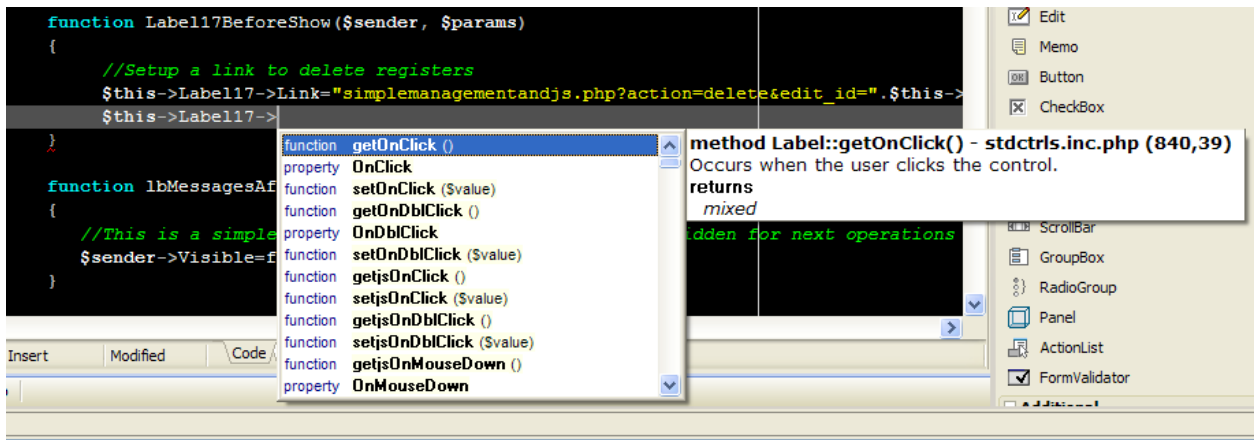 function Label17BeforeShow($sender, $params)
{
//Setup a link to delete registers
$this->Label17->Link="simplemanagementandjs.php?action=delete&edit_id=".$this->
$this->Label17->
}
function lbMessagesAf
{
//This is a simple
idden for next operations
$sender->Visible=f
}
function getOnClick ()
property OnClick
function setOnClick ($value)
function getOnDblClick ()
property OnDblClick
function setOnDblClick ($value)
function getjsOnClick ()
function setjsOnClick ($value)
function getjsOnDblClick ()
function setjsOnDblClick ($value)
function getjsOnMouseDown ()
property OnMouseDown
method Label::getOnClick() - stdctrls.inc.php (840,39)
Occurs when the user clicks the control.
returns
mixed
Edit
Memo
OK
Button
CheckBox
ScrollBar
GroupBox
RadioGroup
Panel
ActionList
FormValidator
Additional
Insert
Modified
Code